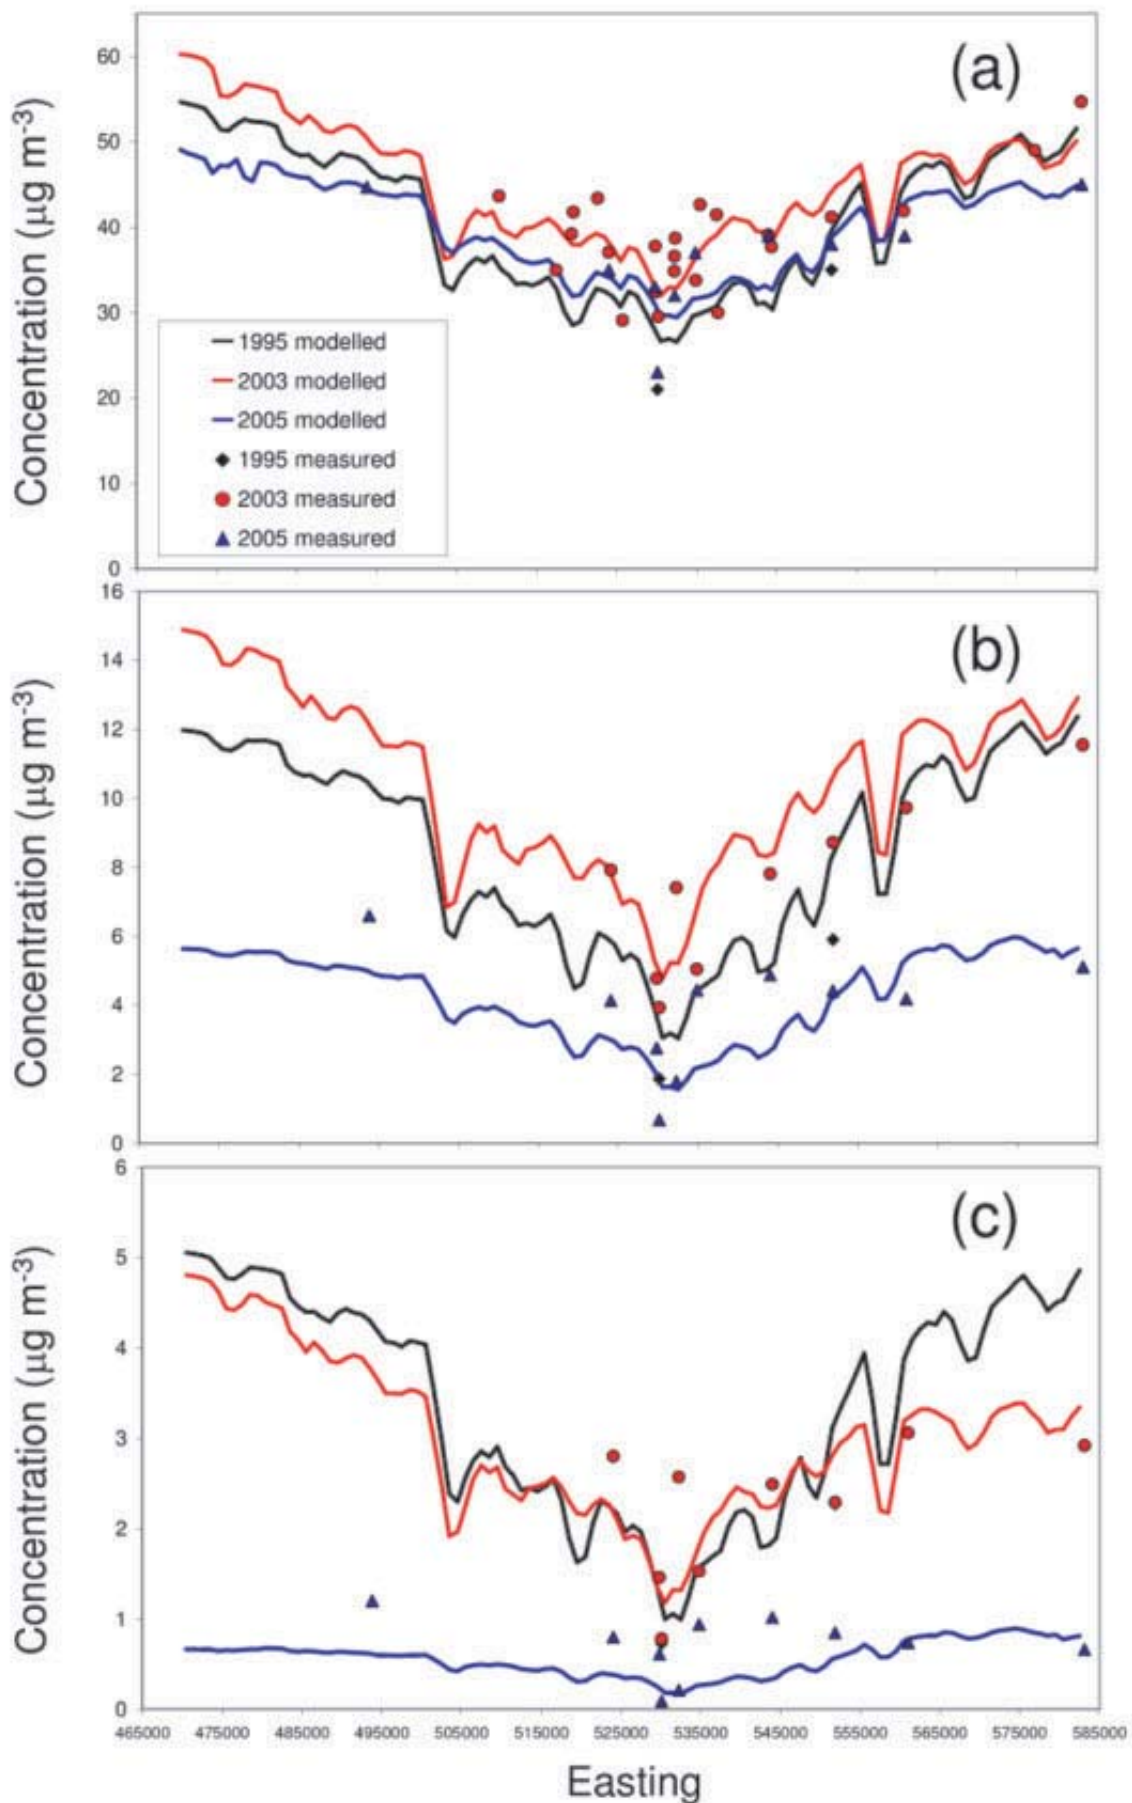 (a)
Concentration (µg m-3)
60
50
40
30
20
10
0
1995 modelled
2003 modelled
2005 modelled
1995 measured
2003 measured
2005 measured
(b)
Concentration (µg m-3)
16
14
12
10
8
6
4
2
0
(c)
Concentration (µg m-3)
6
5
4
3
2
1
0
465000 475000 485000 495000 505000 515000 525000 535000 545000 555000 565000 575000 585000
Easting